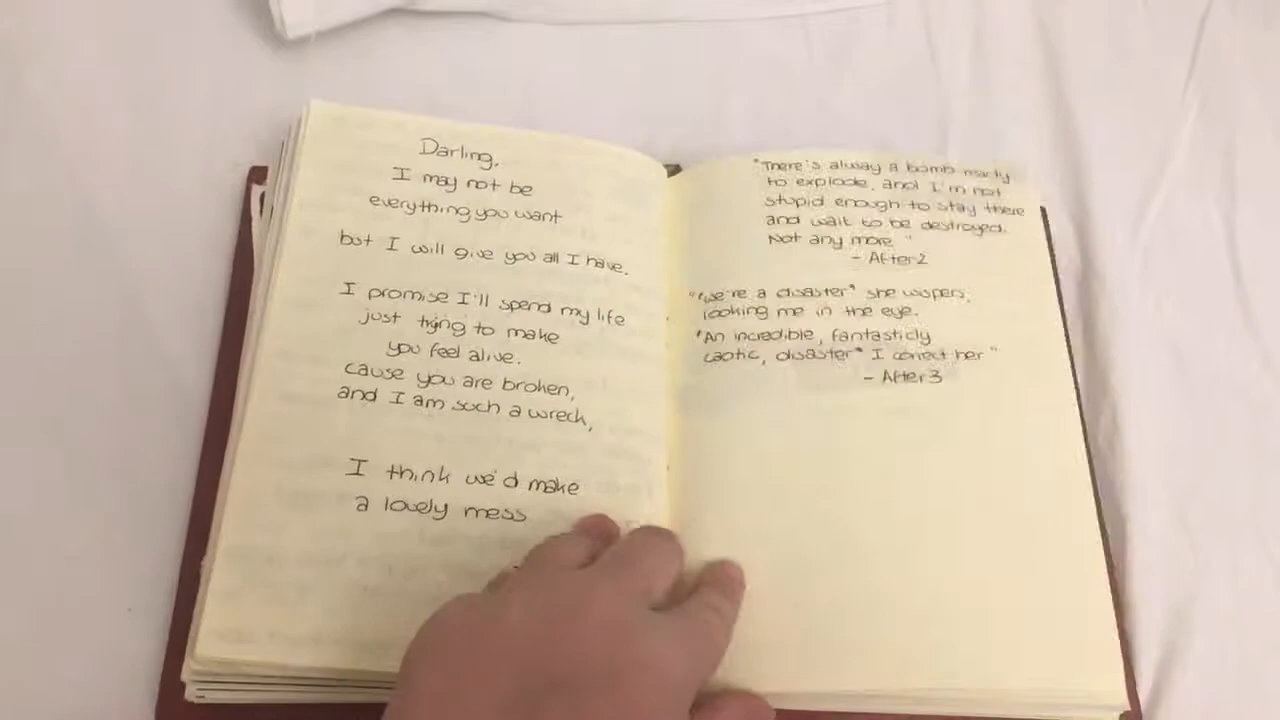 Darling,
I may not be
everything you want
but I will give you all I have.
I promise I'll spend my life
just trying to make
you feel alive.
cause you are broken,
and I am such a wreck,
I think we'd make
a lovely mess
"There's alway a bomb ready
to explode, and I'm not
stupid enough to stay there
and wait to be destroyed.
Not any more"
- After 2
"'we're a disaster" she wispers,
looking me in the eye.
"An incredible, fantasticly
caotic, disaster" I correct her"
- After 3